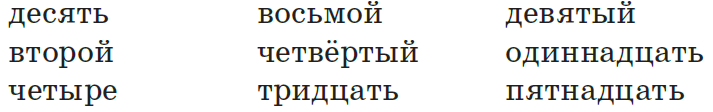 десять восьмой девятый
второй четвёртый одиннадцать
четыре тридцать пятнадцать